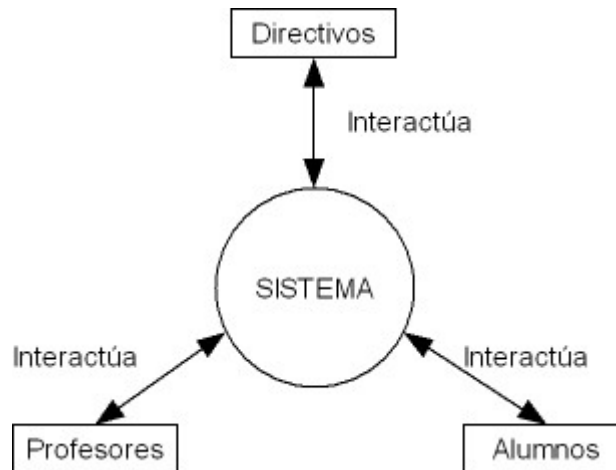 Directivos
Interactúa
SISTEMA
Interactúa
Interactúa
Profesores
Alumnos